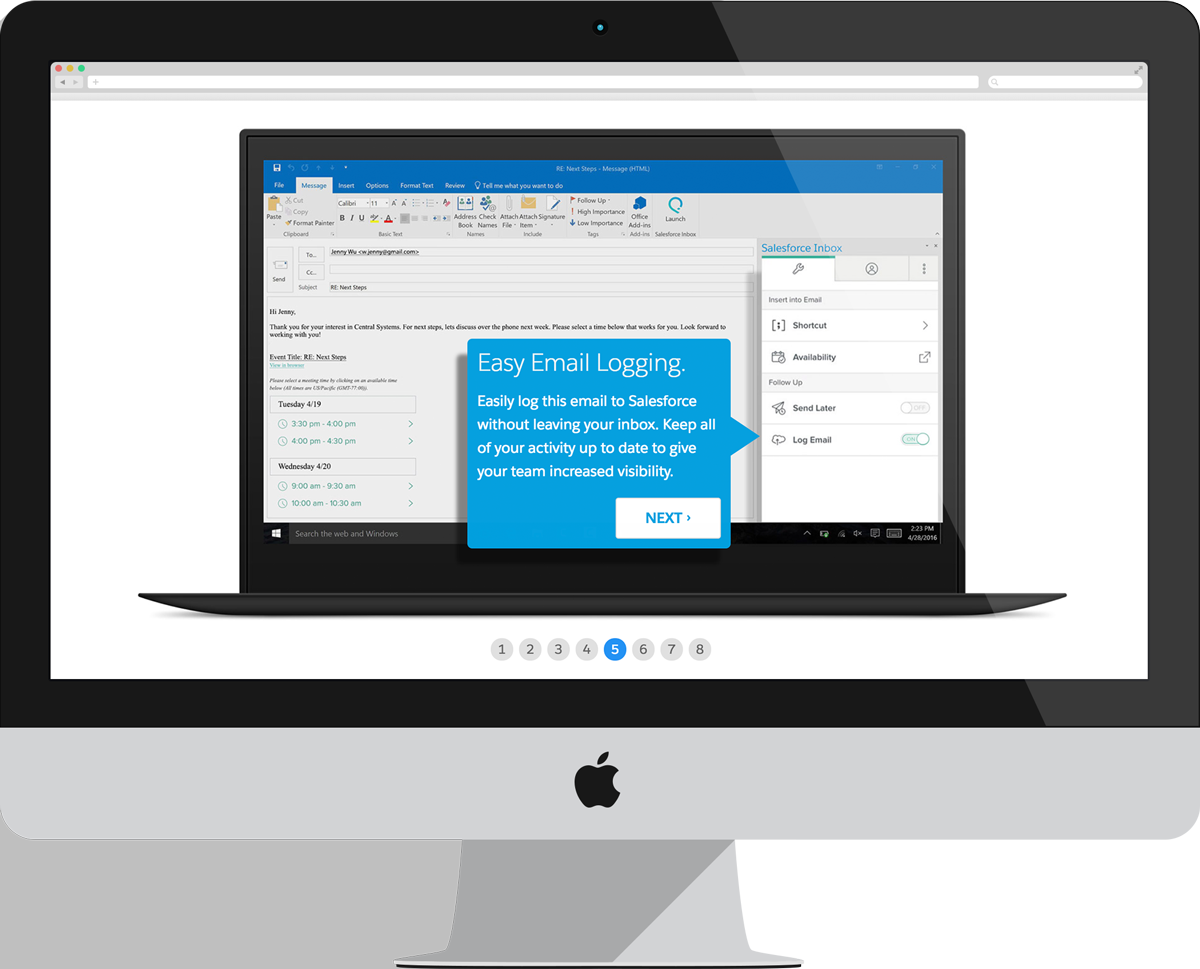 RE: Next Steps - Message (HTML)
File Message Insert Options Format Text Review Tell me what you want to do
Paste
Cut
Copy
Format Painter
Clipboard
Calibri 11
B I U
Basic Text
Address Book
Check Names
Names
Attach File
Attach Item
Signature
Include
Follow Up
High Importance
Low Importance
Tags
Office Add-ins
Add-ins
Launch
Salesforce Inbox
Send
To... Jenny Wu <w.jenny@gmail.com>
Cc...
Subject RE: Next Steps
Hi Jenny,
Thank you for your interest in Central Systems. For next steps, lets discuss over the phone next week. Please select a time below that works for you. Look forward to
working with you!
Event Title: RE: Next Steps
View in browser
Please select a meeting time by clicking on an available time
below (All times are US/Pacific (GMT-77:00)).
Tuesday 4/19
3:30 pm - 4:00 pm
4:00 pm - 4:30 pm
Wednesday 4/20
9:00 am - 9:30 am
10:00 am - 10:30 am
Salesforce Inbox
Insert into Email
Shortcut
Availability
Follow Up
Send Later OFF
Log Email ON
Easy Email Logging.
Easily log this email to Salesforce
without leaving your inbox. Keep all
of your activity up to date to give
your team increased visibility.
NEXT ›
Search the web and Windows
2:23 PM
4/28/2016
1 2 3 4 5 6 7 8